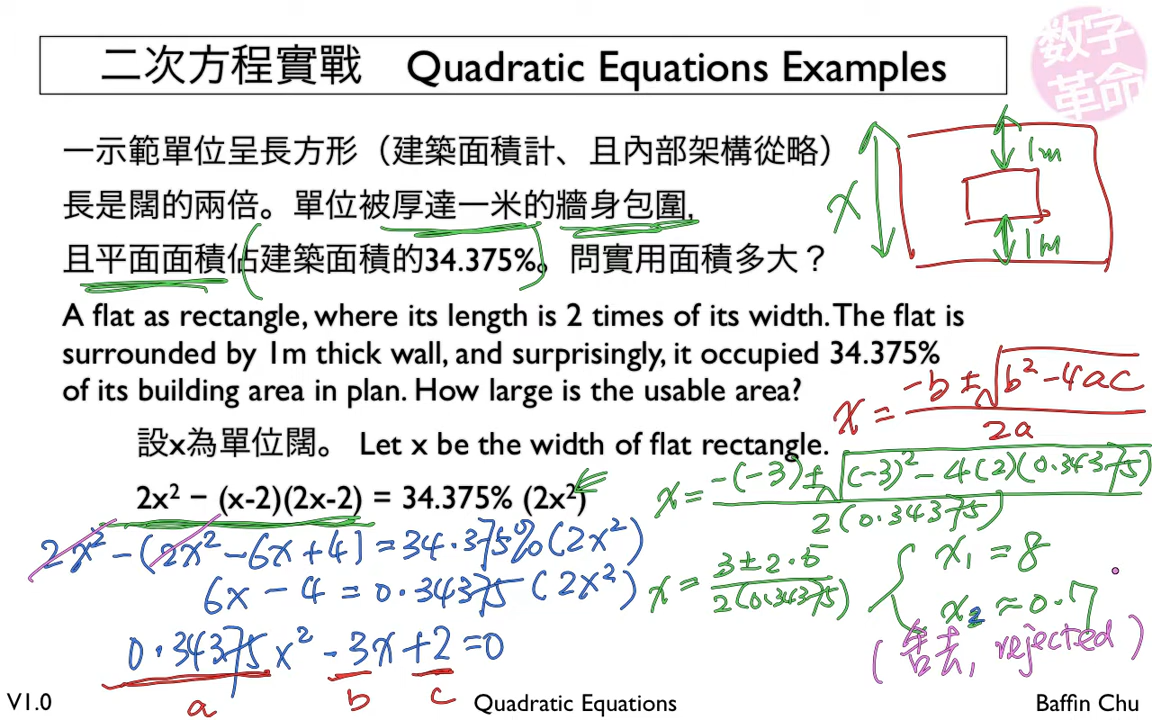 二次方程實戰 Quadratic Equations Examples
数字
革命
一示範單位呈長方形（建築面積計、且內部架構從略）
長是闊的兩倍。單位被厚達一米的牆身包圍,
且平面面積佔建築面積的34.375%。問實用面積多大？
x
1m
1m
A flat as rectangle, where its length is 2 times of its width. The flat is
surrounded by 1m thick wall, and surprisingly, it occupied 34.375%
of its building area in plan. How large is the usable area?
設x為單位闊。 Let x be the width of flat rectangle.
2x² − (x-2)(2x-2) = 34.375% (2x²)
2x² − (2x² − 6x + 4) = 34.375% (2x²)
6x − 4 = 0.34375 (2x²)
0.34375x² − 3x + 2 = 0
a b c
x = (-b ± √(b² − 4ac)) / 2a
x = (-(-3) ± √((-3)² − 4(2)(0.34375))) / 2(0.34375)
x = (3 ± 2.5) / 2(0.34375)
x₁ = 8
x₂ ≈ 0.7
(舍去, rejected)
V1.0 Quadratic Equations Baffin Chu